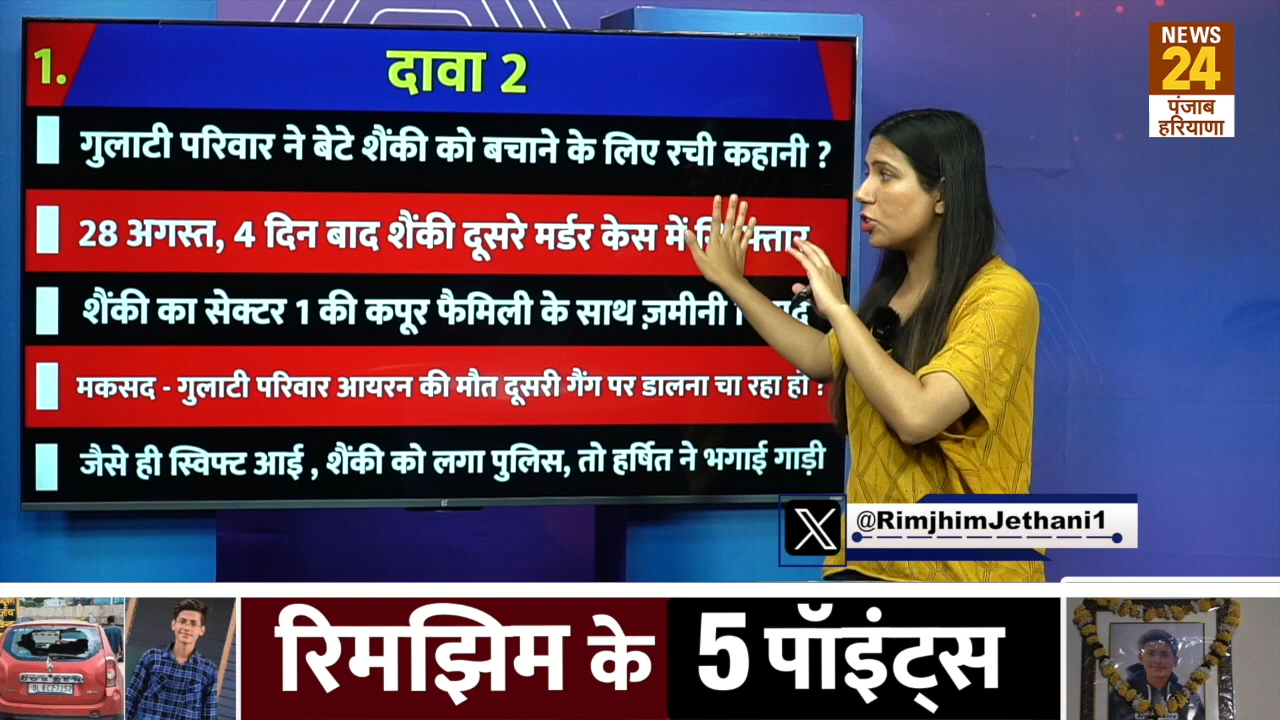 1. दावा 2
गुलाटी परिवार ने बेटे शैंकी को बचाने के लिए रची कहानी ?
28 अगस्त, 4 दिन बाद शैंकी दूसरे मर्डर केस में
शैंकी का सेक्टर 1 की कपूर फैमिली के साथ ज़मीनी
मकसद - गुलाटी परिवार आयरन की मौत दूसरी गैंग पर डालना चा रहा हो ?
जैसे ही स्विफ्ट आई , शैंकी को लगा पुलिस, तो हर्षित ने भगाई गाड़ी
NEWS
24
पंजाब
हरियाणा
X @RimjhimJethani1
रिमझिम के 5 पॉइंट्स